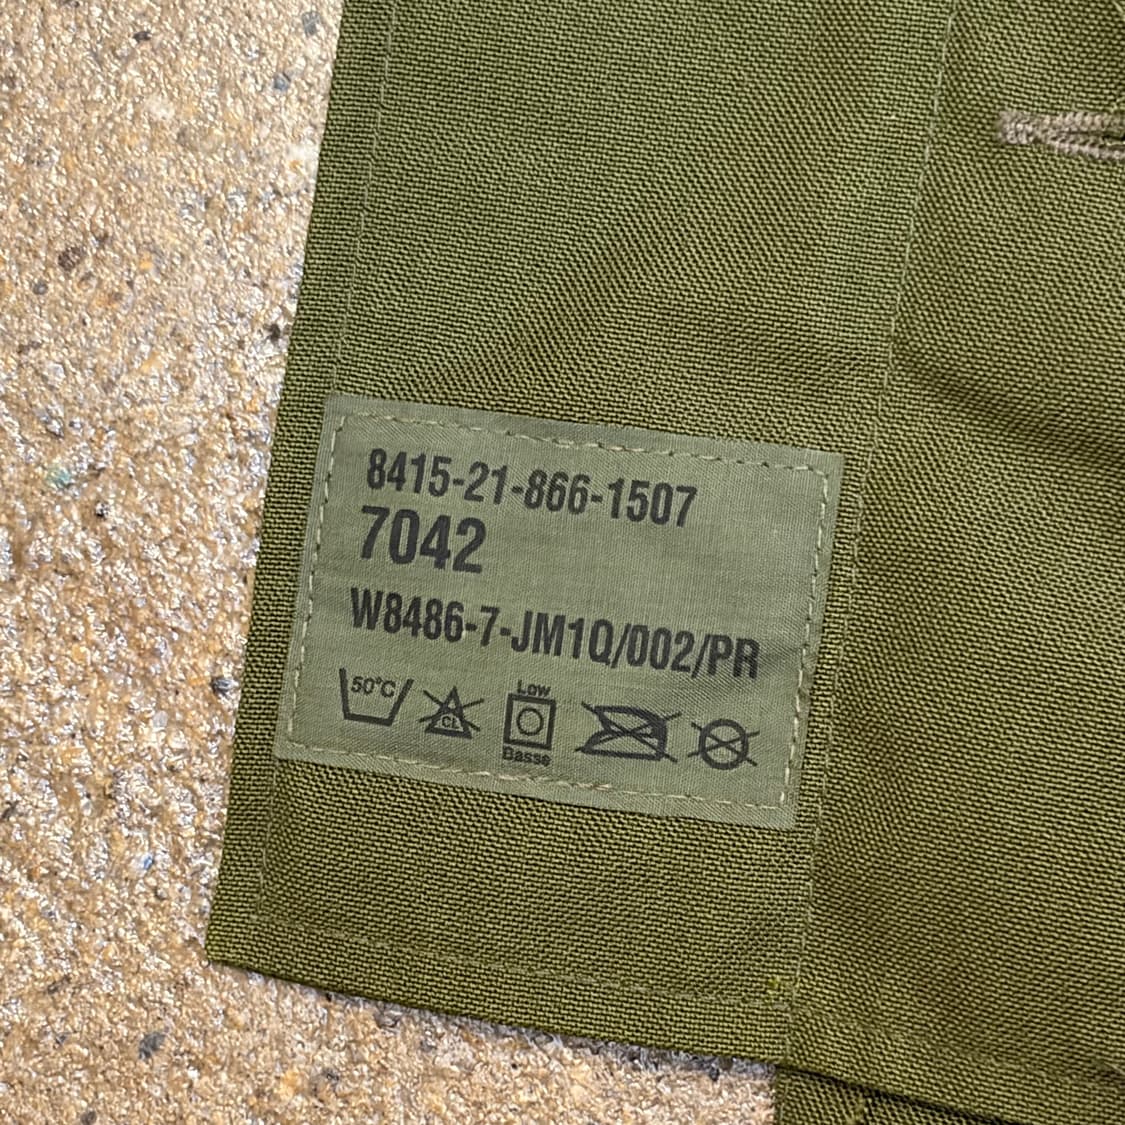 8415-21-866-1507
7042
W8486-7-JM1Q/002/PR
50°C
CL
Low
Basse